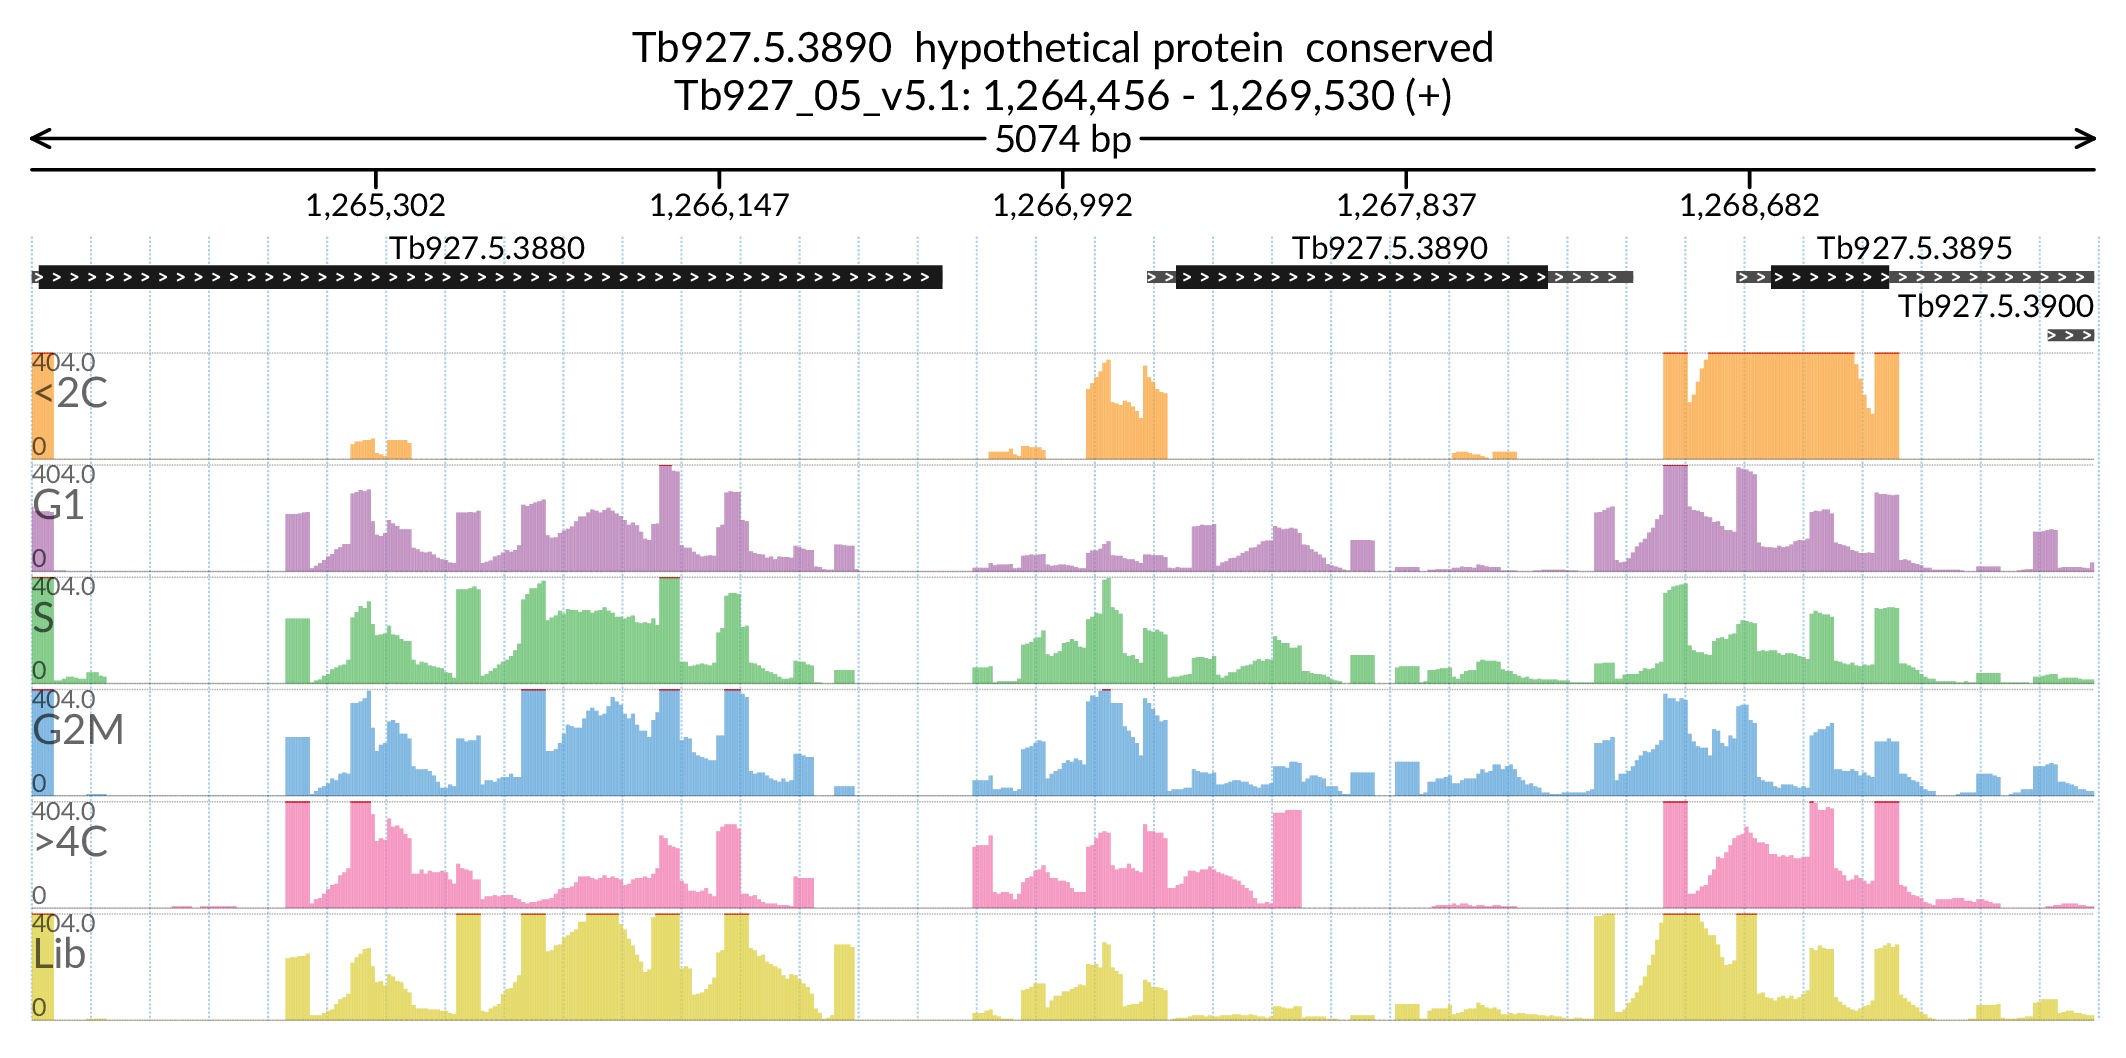 Tb927.5.3890  hypothetical protein  conserved
Tb927_05_v5.1: 1,264,456 - 1,269,530 (+)
5074 bp
1,265,302 1,266,147 1,266,992 1,267,837 1,268,682
Tb927.5.3880 Tb927.5.3890 Tb927.5.3895
Tb927.5.3900
404.0
<2C
0
404.0
G1
0
404.0
S
0
404.0
G2M
0
404.0
>4C
0
404.0
Lib
0